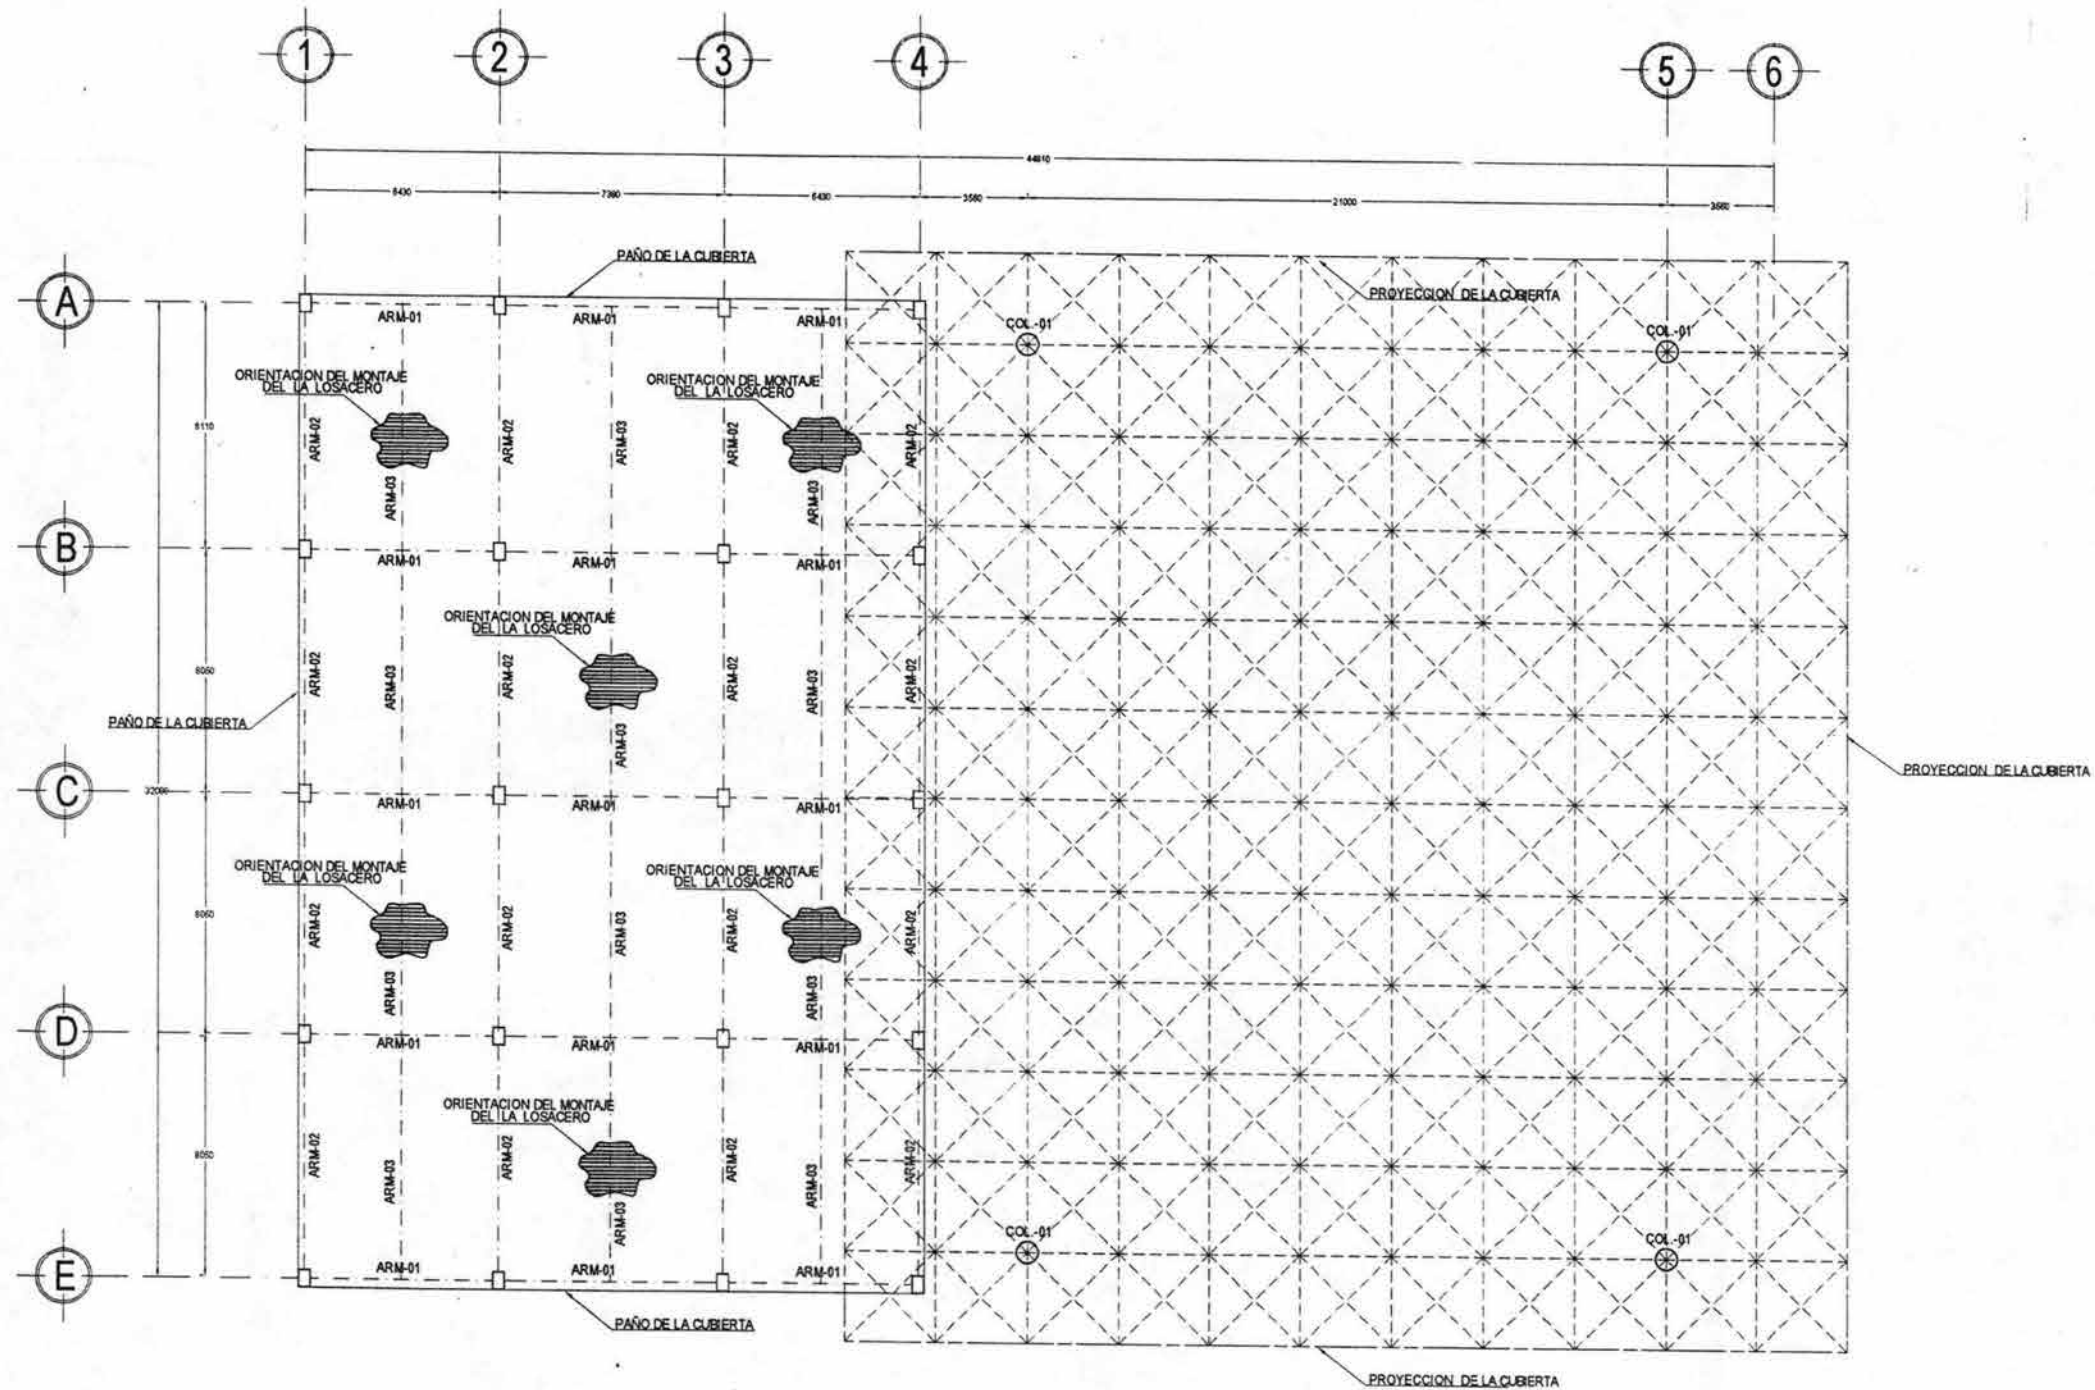 1 2 3 4 5 6
44810
6430 7380 6430 3560 21000 3560
A
B
C
D
E
8110
8060
8060
8060
PAÑO DE LA CUBIERTA
PROYECCION DE LA CUBIERTA
ARM-01 ARM-01 ARM-01
COL.-01 COL.-01
ORIENTACION DEL MONTAJE
DEL LA LOSACERO
ORIENTACION DEL MONTAJE
DEL LA LOSACERO
ARM-02 ARM-02 ARM-03 ARM-02 ARM-02
ARM-03 ARM-03
ARM-01 ARM-01 ARM-01
ORIENTACION DEL MONTAJE
DEL LA LOSACERO
ARM-02 ARM-03 ARM-02 ARM-02 ARM-03 ARM-02
ARM-03
PAÑO DE LA CUBIERTA
PROYECCION DE LA CUBIERTA
ARM-01 ARM-01 ARM-01
ORIENTACION DEL MONTAJE
DEL LA LOSACERO
ORIENTACION DEL MONTAJE
DEL LA LOSACERO
ARM-02 ARM-02 ARM-03 ARM-02 ARM-02
ARM-03 ARM-03
ARM-01 ARM-01 ARM-01
ORIENTACION DEL MONTAJE
DEL LA LOSACERO
ARM-02 ARM-03 ARM-02 ARM-02 ARM-03 ARM-02
ARM-03
COL.-01 COL.-01
ARM-01 ARM-01 ARM-01
PAÑO DE LA CUBIERTA
PROYECCION DE LA CUBIERTA